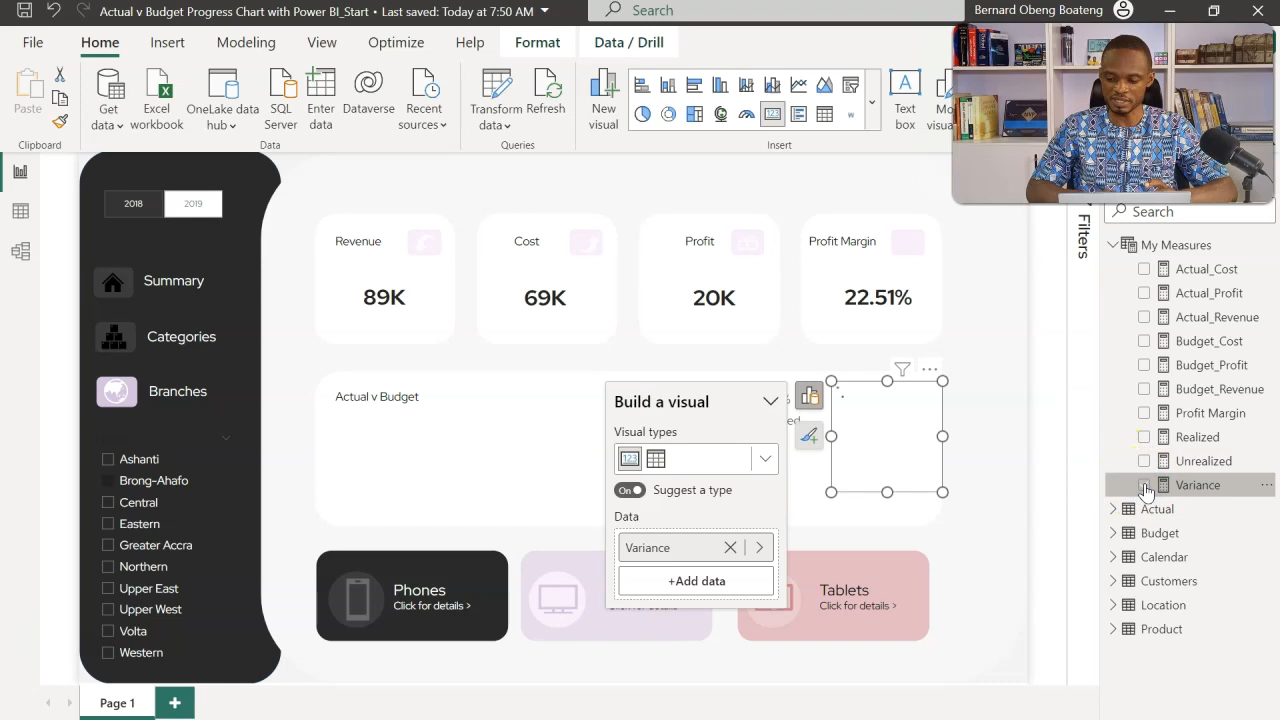 Actual v Budget Progress Chart with Power BI_Start • Last saved: Today at 7:50 AM
Search
Bernard Obeng Boateng
File
Home
Insert
Modeling
View
Optimize
Help
Format
Data / Drill
Paste
Get data
Excel workbook
OneLake data hub
SQL Server
Enter data
Dataverse
Recent sources
Transform data
Refresh
New visual
Text box
Clipboard
Data
Queries
Insert
2018
2019
Summary
Categories
Branches
Ashanti
Brong-Ahafo
Central
Eastern
Greater Accra
Northern
Upper East
Upper West
Volta
Western
Revenue
89K
Cost
69K
Profit
20K
Profit Margin
22.51%
Actual v Budget
Build a visual
Visual types
123
Suggest a type
On
Data
Variance
+Add data
Phones
Click for details >
Tablets
Click for details >
Filters
Search
My Measures
Actual_Cost
Actual_Profit
Actual_Revenue
Budget_Cost
Budget_Profit
Budget_Revenue
Profit Margin
Realized
Unrealized
Variance
Actual
Budget
Calendar
Customers
Location
Product
Page 1